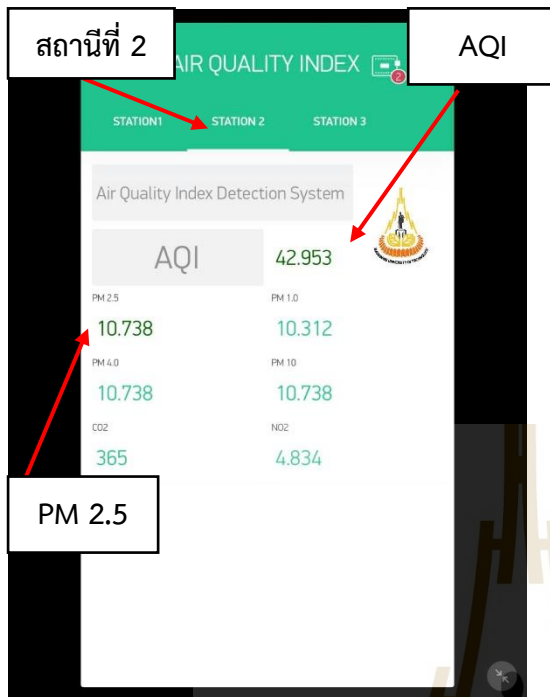 สถานีที่ 2
AQI
AIR QUALITY INDEX
2
STATION1 STATION 2 STATION 3
Air Quality Index Detection System
AQI 42.953
PM 2.5 PM 1.0
10.738 10.312
PM 4.0 PM 10
10.738 10.738
CO2 NO2
365 4.834
PM 2.5